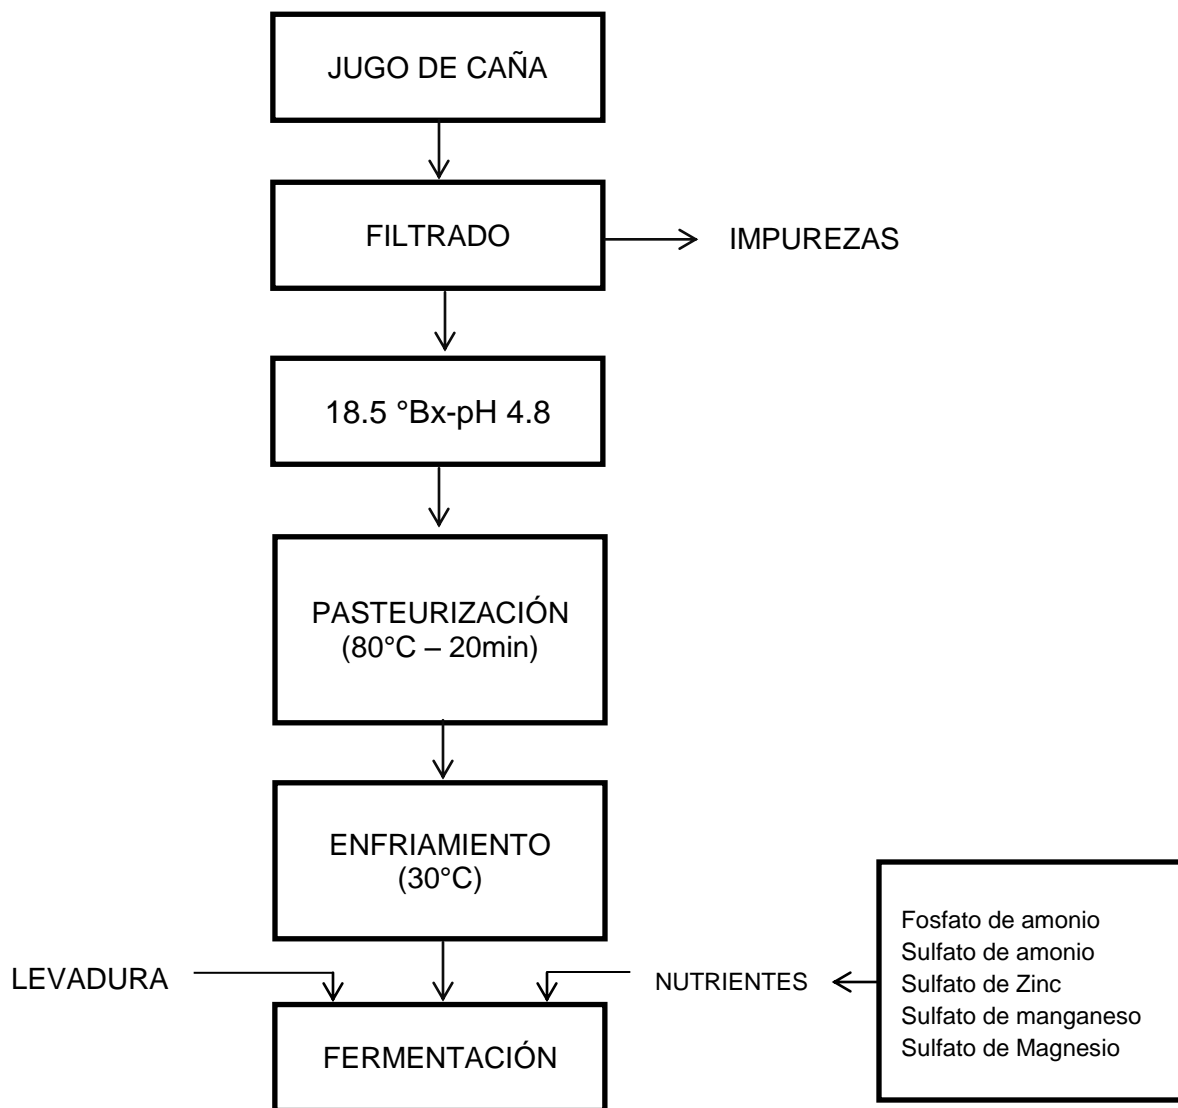 JUGO DE CAÑA
FILTRADO
IMPUREZAS
18.5 °Bx-pH 4.8
PASTEURIZACIÓN
(80°C – 20min)
ENFRIAMIENTO
(30°C)
LEVADURA
NUTRIENTES
Fosfato de amonio
Sulfato de amonio
Sulfato de Zinc
Sulfato de manganeso
Sulfato de Magnesio
FERMENTACIÓN